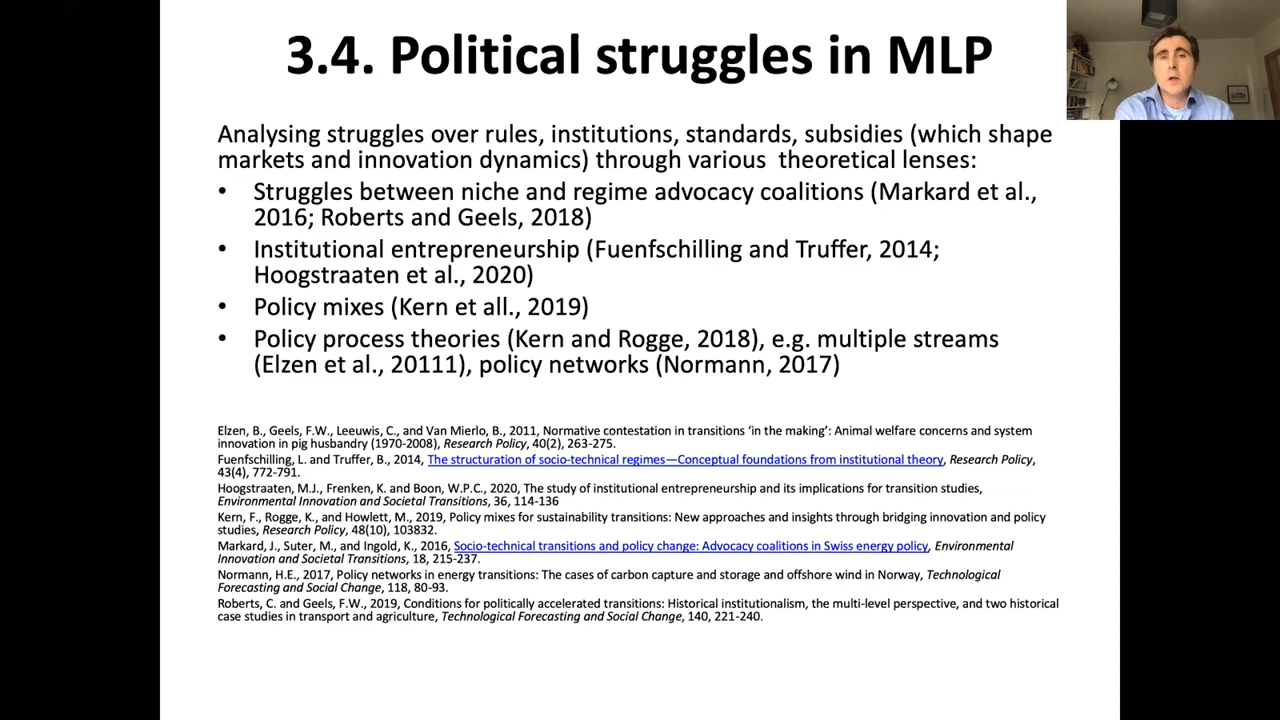 3.4. Political struggles in MLP
Analysing struggles over rules, institutions, standards, subsidies (which shape
markets and innovation dynamics) through various theoretical lenses:
• Struggles between niche and regime advocacy coalitions (Markard et al.,
2016; Roberts and Geels, 2018)
• Institutional entrepreneurship (Fuenfschilling and Truffer, 2014;
Hoogstraaten et al., 2020)
• Policy mixes (Kern et all., 2019)
• Policy process theories (Kern and Rogge, 2018), e.g. multiple streams
(Elzen et al., 20111), policy networks (Normann, 2017)
Elzen, B., Geels, F.W., Leeuwis, C., and Van Mierlo, B., 2011, Normative contestation in transitions ‘in the making’: Animal welfare concerns and system
innovation in pig husbandry (1970-2008), Research Policy, 40(2), 263-275.
Fuenfschilling, L. and Truffer, B., 2014, The structuration of socio-technical regimes—Conceptual foundations from institutional theory, Research Policy,
43(4), 772-791.
Hoogstraaten, M.J., Frenken, K. and Boon, W.P.C., 2020, The study of institutional entrepreneurship and its implications for transition studies,
Environmental Innovation and Societal Transitions, 36, 114-136
Kern, F., Rogge, K., and Howlett, M., 2019, Policy mixes for sustainability transitions: New approaches and insights through bridging innovation and policy
studies, Research Policy, 48(10), 103832.
Markard, J., Suter, M., and Ingold, K., 2016, Socio-technical transitions and policy change: Advocacy coalitions in Swiss energy policy, Environmental
Innovation and Societal Transitions, 18, 215-237.
Normann, H.E., 2017, Policy networks in energy transitions: The cases of carbon capture and storage and offshore wind in Norway, Technological
Forecasting and Social Change, 118, 80-93.
Roberts, C. and Geels, F.W., 2019, Conditions for politically accelerated transitions: Historical institutionalism, the multi-level perspective, and two historical
case studies in transport and agriculture, Technological Forecasting and Social Change, 140, 221-240.